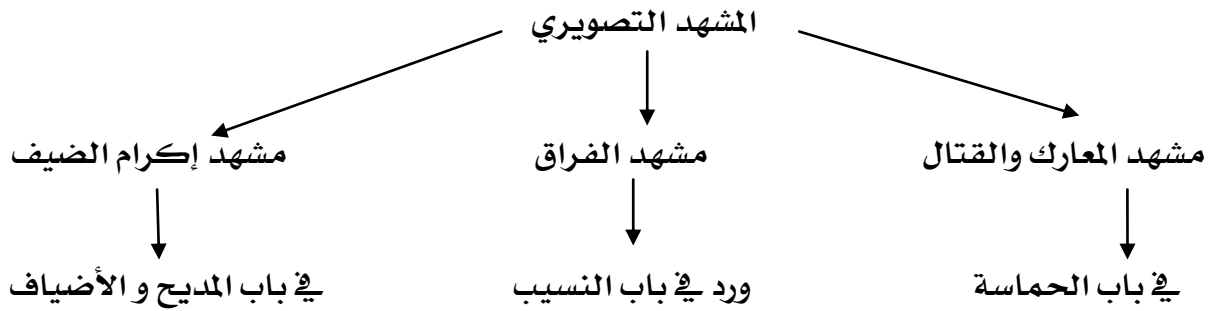 المشهد التصويري
مشهد المعارك والقتال
مشهد الفراق
مشهد إكرام الضيف
في باب الحماسة
ورد في باب النسيب
في باب المديح و الأضياف